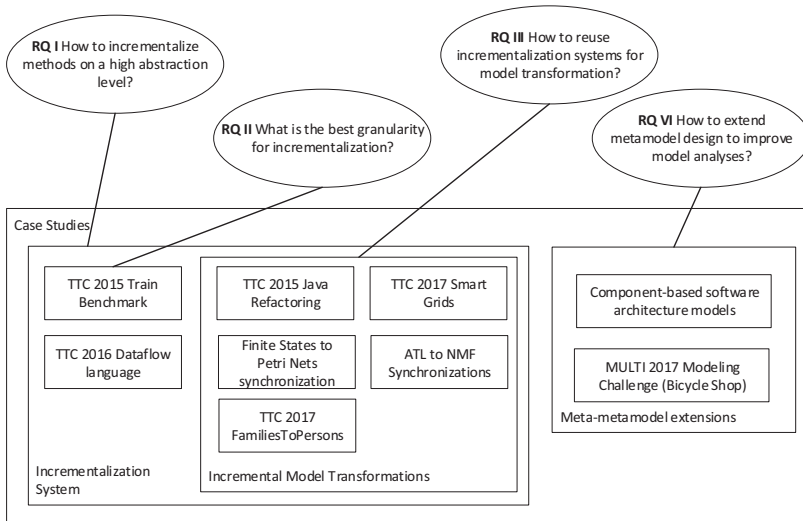 RQ I How to incrementalize
methods on a high abstraction
level?
RQ III How to reuse
incrementalization systems for
model transformation?
RQ II What is the best granularity
for incrementalization?
RQ VI How to extend
metamodel design to improve
model analyses?
Case Studies
TTC 2015 Train
Benchmark
TTC 2016 Dataflow
language
TTC 2015 Java
Refactoring
TTC 2017 Smart
Grids
Finite States to
Petri Nets
synchronization
ATL to NMF
Synchronizations
TTC 2017
FamiliesToPersons
Incrementalization
System
Incremental Model Transformations
Component-based software
architecture models
MULTI 2017 Modeling
Challenge (Bicycle Shop)
Meta-metamodel extensions